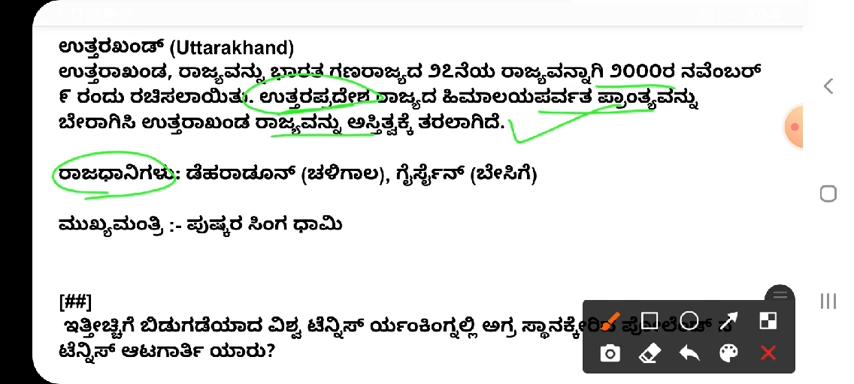 ಉತ್ತರಖಂಡ್ (Uttarakhand)
ಉತ್ತರಾಖಂಡ, ರಾಜ್ಯವನ್ನು ಭಾರತ ಗಣರಾಜ್ಯದ ೨೭ನೆಯ ರಾಜ್ಯವನ್ನಾಗಿ ೨೦೦೦ರ ನವೆಂಬರ್
೯ ರಂದು ರಚಿಸಲಾಯಿತು. ಉತ್ತರಪ್ರದೇಶ ರಾಜ್ಯದ ಹಿಮಾಲಯಪರ್ವತ ಪ್ರಾಂತ್ಯವನ್ನು
ಬೇರಾಗಿಸಿ ಉತ್ತರಾಖಂಡ ರಾಜ್ಯವನ್ನು ಅಸ್ತಿತ್ವಕ್ಕೆ ತರಲಾಗಿದೆ.
ರಾಜಧಾನಿಗಳು: ಡೆಹರಾಡೂನ್ (ಚಳಿಗಾಲ), ಗೈರ್ಸೈನ್ (ಬೇಸಿಗೆ)
ಮುಖ್ಯಮಂತ್ರಿ :- ಪುಷ್ಕರ ಸಿಂಗ ಧಾಮಿ
[##]
ಇತ್ತೀಚ್ಚಿಗೆ ಬಿಡುಗಡೆಯಾದ ವಿಶ್ವ ಟೆನ್ನಿಸ್ ರ್ಯಂಕಿಂಗ್ನಲ್ಲಿ ಅಗ್ರ ಸ್ಥಾನಕ್ಕೇರಿದ ಪೋಲೆಂಡ್ ನ
ಟೆನ್ನಿಸ್ ಆಟಗಾರ್ತಿ ಯಾರು?